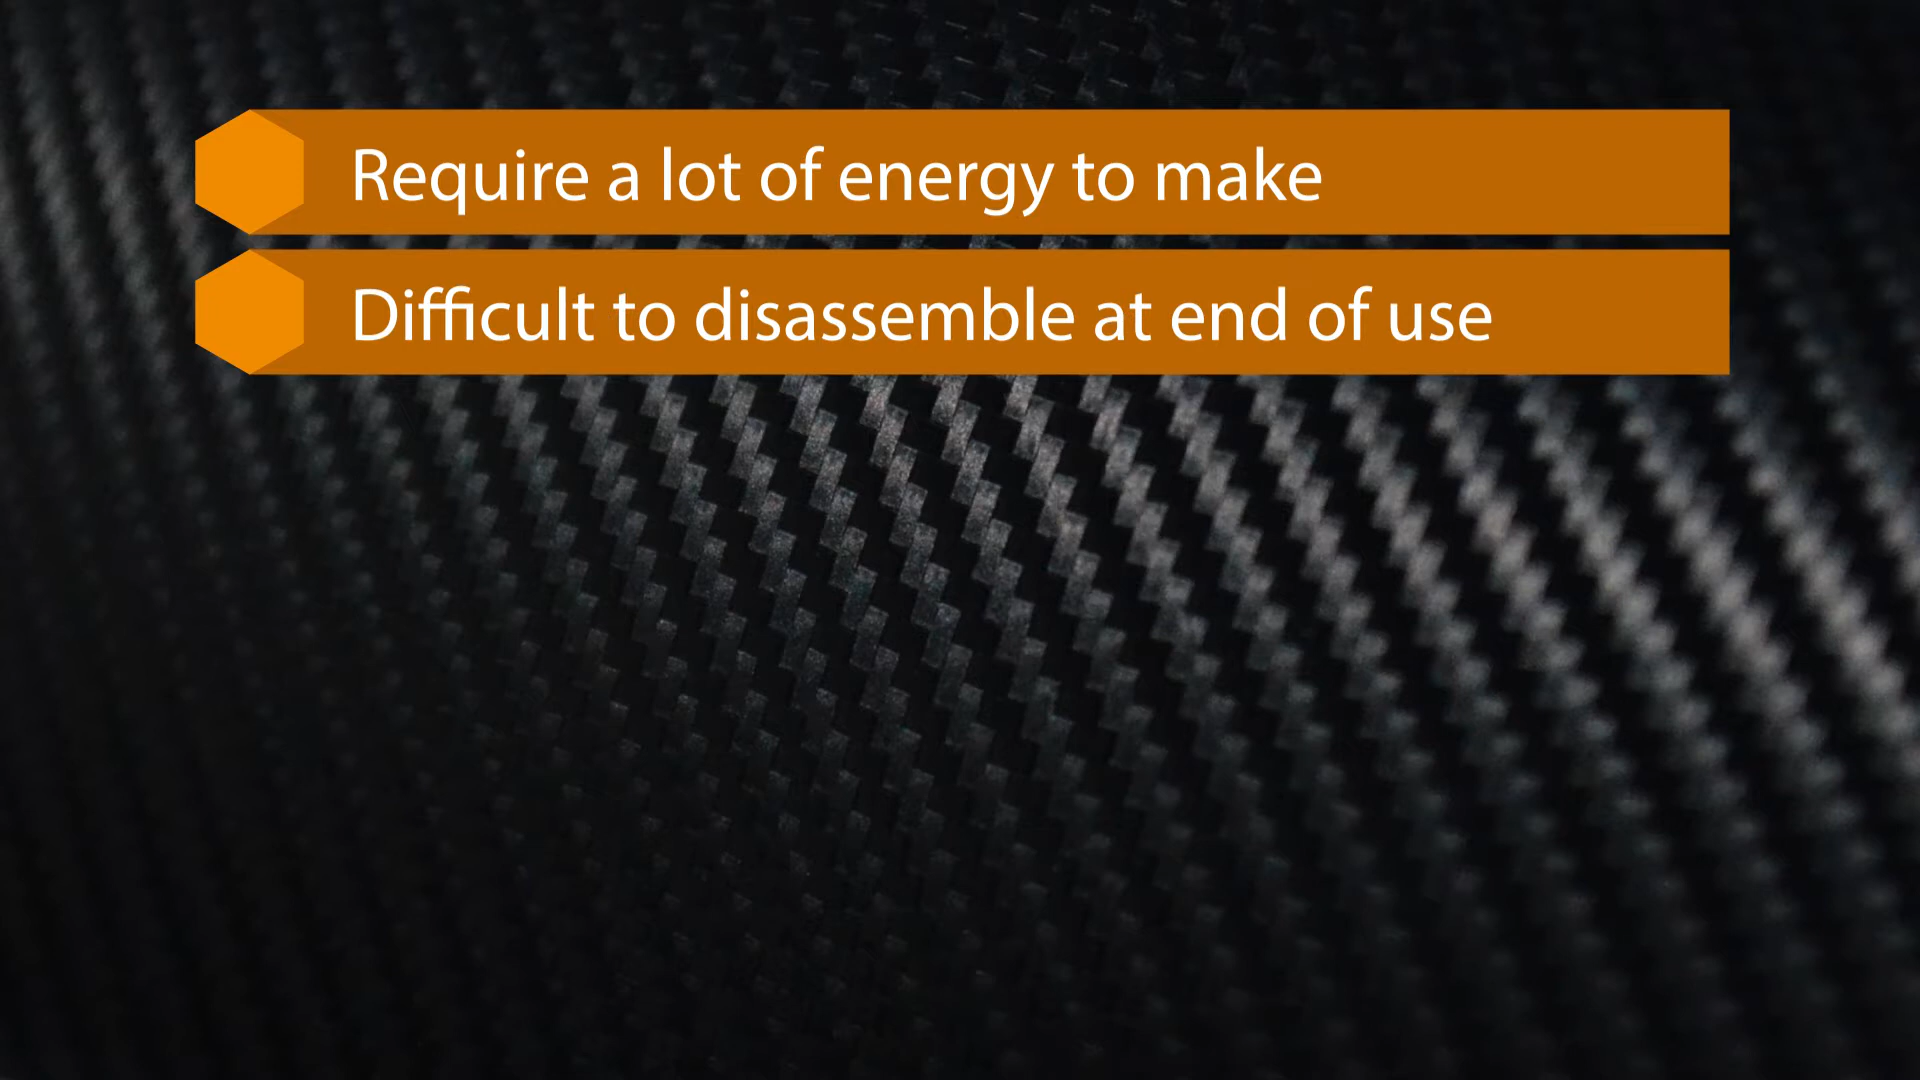 Require a lot of energy to make
Difficult to disassemble at end of use